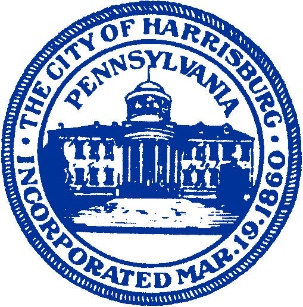 · THE CITY OF HARRISBURG ·
PENNSYLVANIA
INCORPORATED MAR. 19. 1860